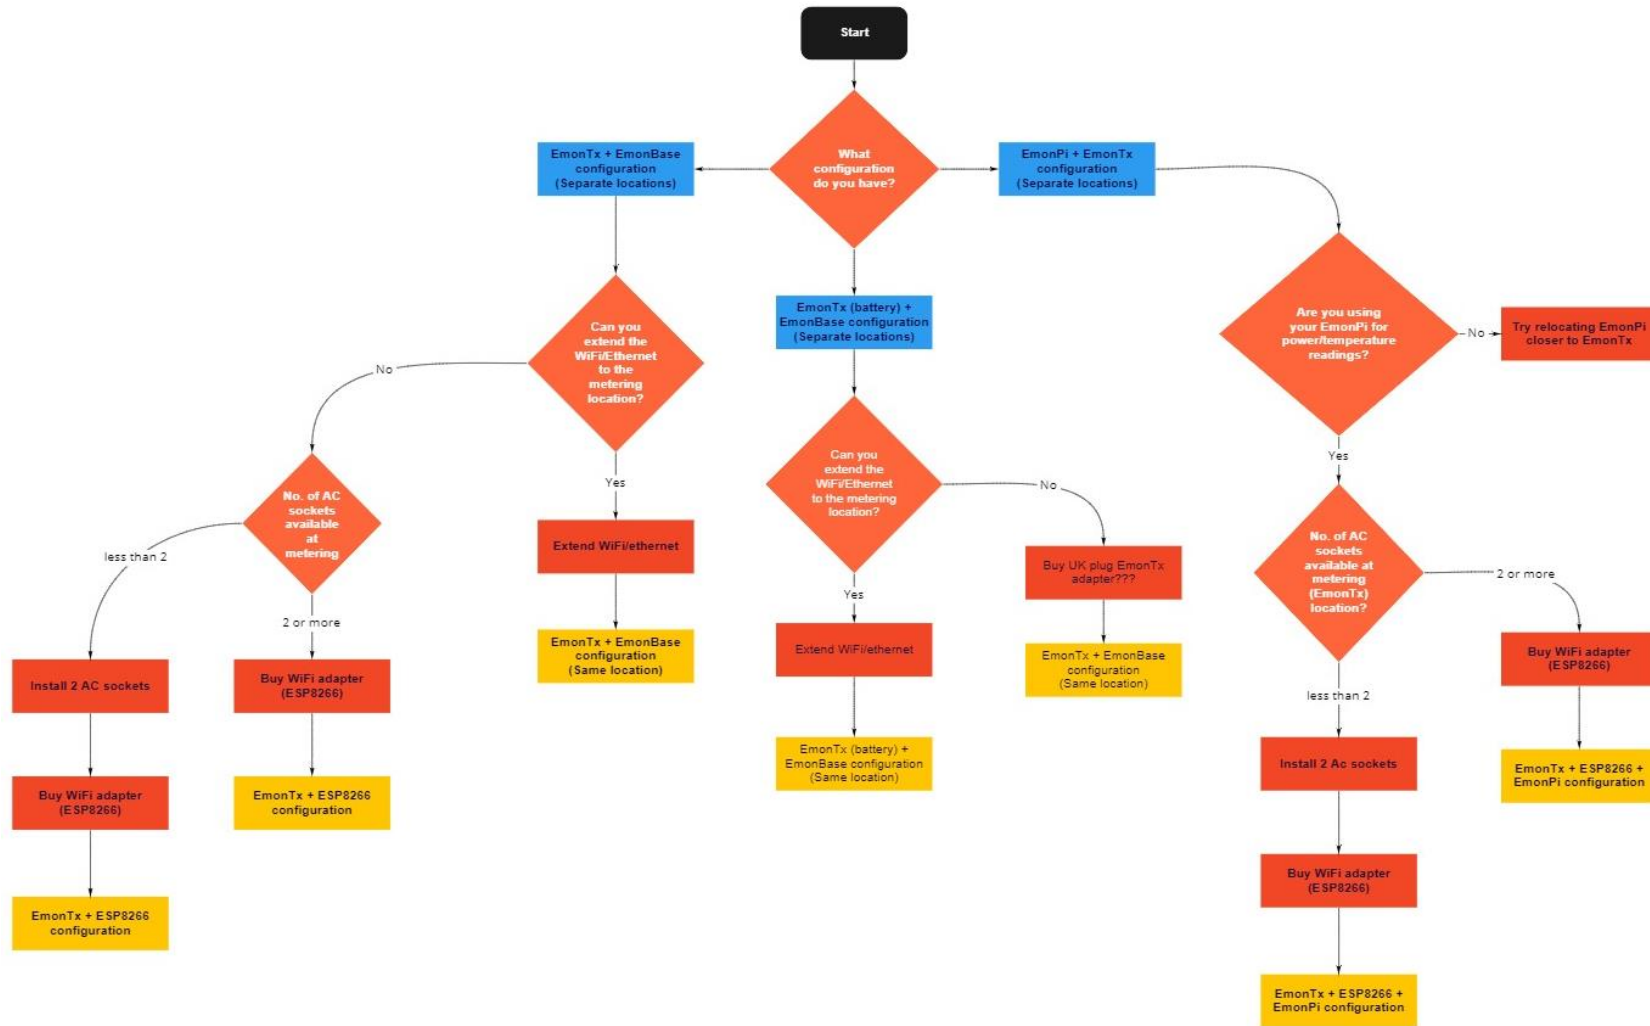 Start
What
configuration
do you have?
EmonTx + EmonBase
configuration
(Separate locations)
EmonPi + EmonTx
configuration
(Separate locations)
EmonTx (battery) +
EmonBase configuration
(Separate locations)
Can you
extend the
WiFi/Ethernet
to the
metering
location?
No
Yes
No. of AC
sockets
available
at
metering
less than 2
2 or more
Install 2 AC sockets
Buy WiFi adapter
(ESP8266)
EmonTx + ESP8266
configuration
Buy WiFi adapter
(ESP8266)
EmonTx + ESP8266
configuration
Extend WiFi/ethernet
EmonTx + EmonBase
configuration
(Same location)
Can you
extend the
WiFi/Ethernet
to the metering
location?
No
Yes
Extend WiFi/ethernet
EmonTx (battery) +
EmonBase configuration
(Same location)
Buy UK plug EmonTx
adapter???
EmonTx + EmonBase
configuration
(Same location)
Are you using
your EmonPi for
power/temperature
readings?
No
Try relocating EmonPi
closer to EmonTx
Yes
No. of AC
sockets
available at
metering
(EmonTx)
location?
2 or more
less than 2
Buy WiFi adapter
(ESP8266)
EmonTx + ESP8266 +
EmonPi configuration
Install 2 Ac sockets
Buy WiFi adapter
(ESP8266)
EmonTx + ESP8266 +
EmonPi configuration